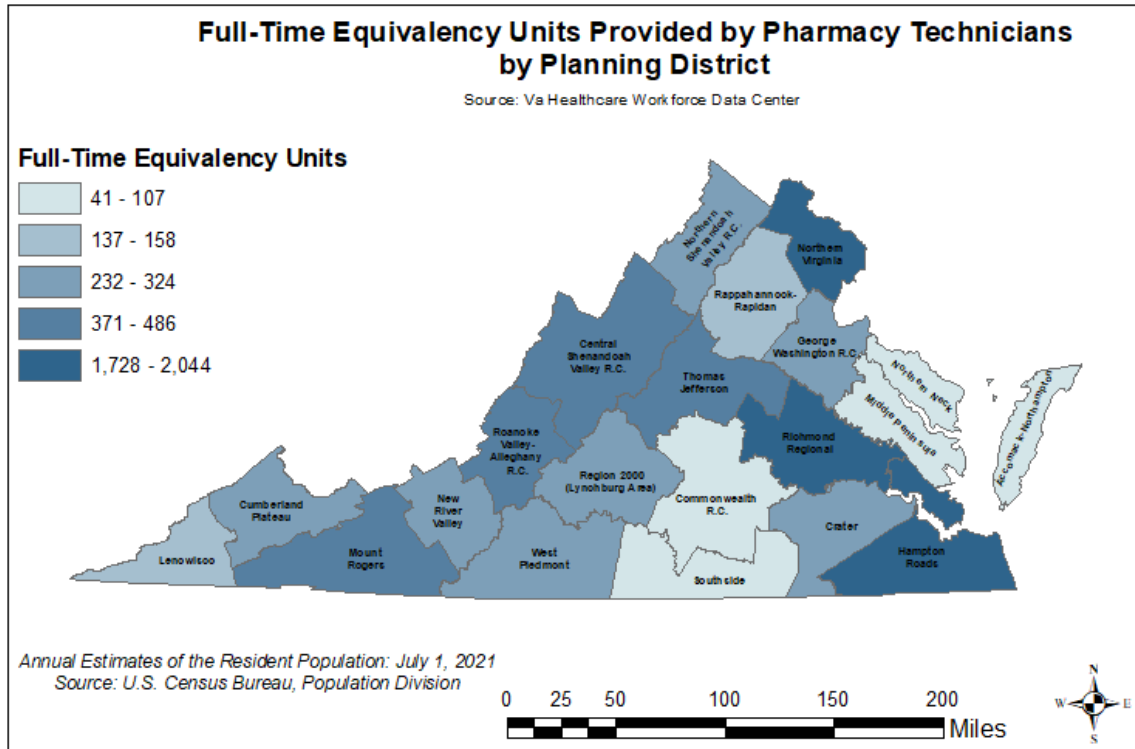 Full-Time Equivalency Units Provided by Pharmacy Technicians
by Planning District
Source: Va Healthcare Workforce Data Center
Full-Time Equivalency Units
41 - 107
137 - 158
232 - 324
371 - 486
1,728 - 2,044
Northern
Shenandoah
Valley R.C.
Northern
Virginia
Rappahannock-
Rapidan
Central
Shenandoah
Valley R.C.
George
Washington R.C.
Thomas
Jefferson
Northern Neck
Middle Peninsula
Accomack-Northampton
Roanoke
Valley-
Alleghany
R.C.
Richmond
Regional
Region 2000
(Lynchburg Area)
Commonwealth
R.C.
Cumberland
Plateau
New
River
Valley
Crater
Lenowisco
Mount
Rogers
West
Piedmont
Southside
Hampton
Roads
Annual Estimates of the Resident Population: July 1, 2021
Source: U.S. Census Bureau, Population Division
0 25 50 100 150 200
Miles
N
W E
S